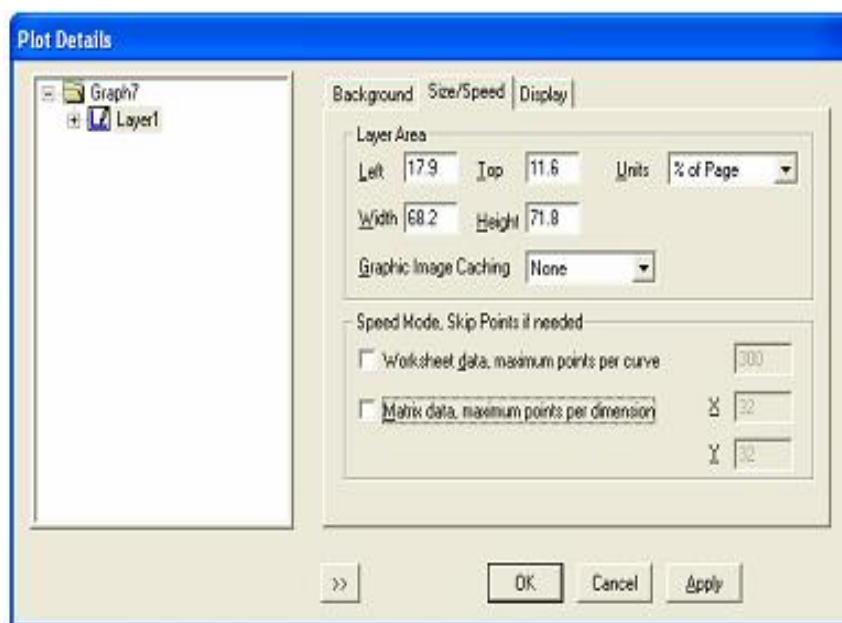 Plot Details
Graph7
Layer1
Background Size/Speed Display
Layer Area
Left 17.9 Top 11.6 Units % of Page
Width 68.2 Height 71.8
Graphic Image Caching None
Speed Mode, Skip Points if needed
Worksheet data, maximum points per curve 300
Matrix data, maximum points per dimension X 32
Y 32
>> OK Cancel Apply